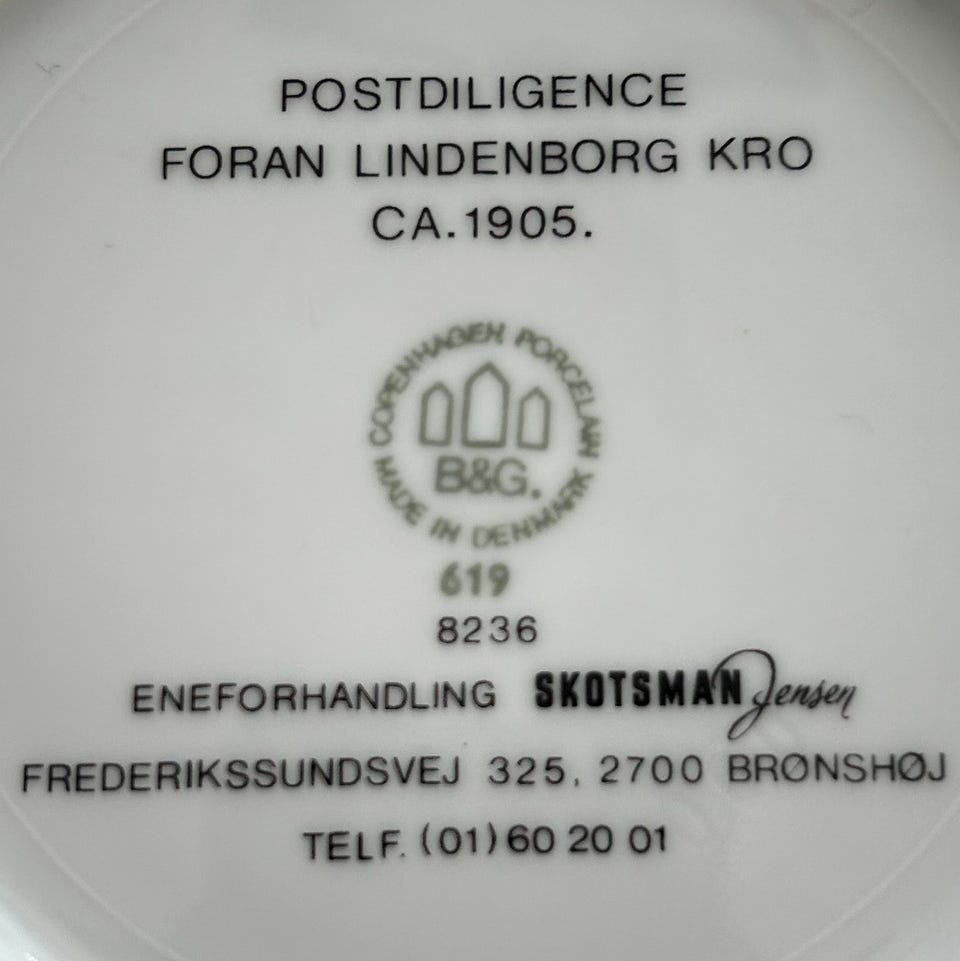 POSTDILIGENCE
FORAN LINDENBORG KRO
CA.1905.
COPENHAGEN PORCELAIN
B&G.
MADE IN DENMARK
619
8236
ENEFORHANDLING SKOTSMAN Jensen
FREDERIKSSUNDSVEJ 325, 2700 BRØNSHØJ
TELF. (01) 60 20 01